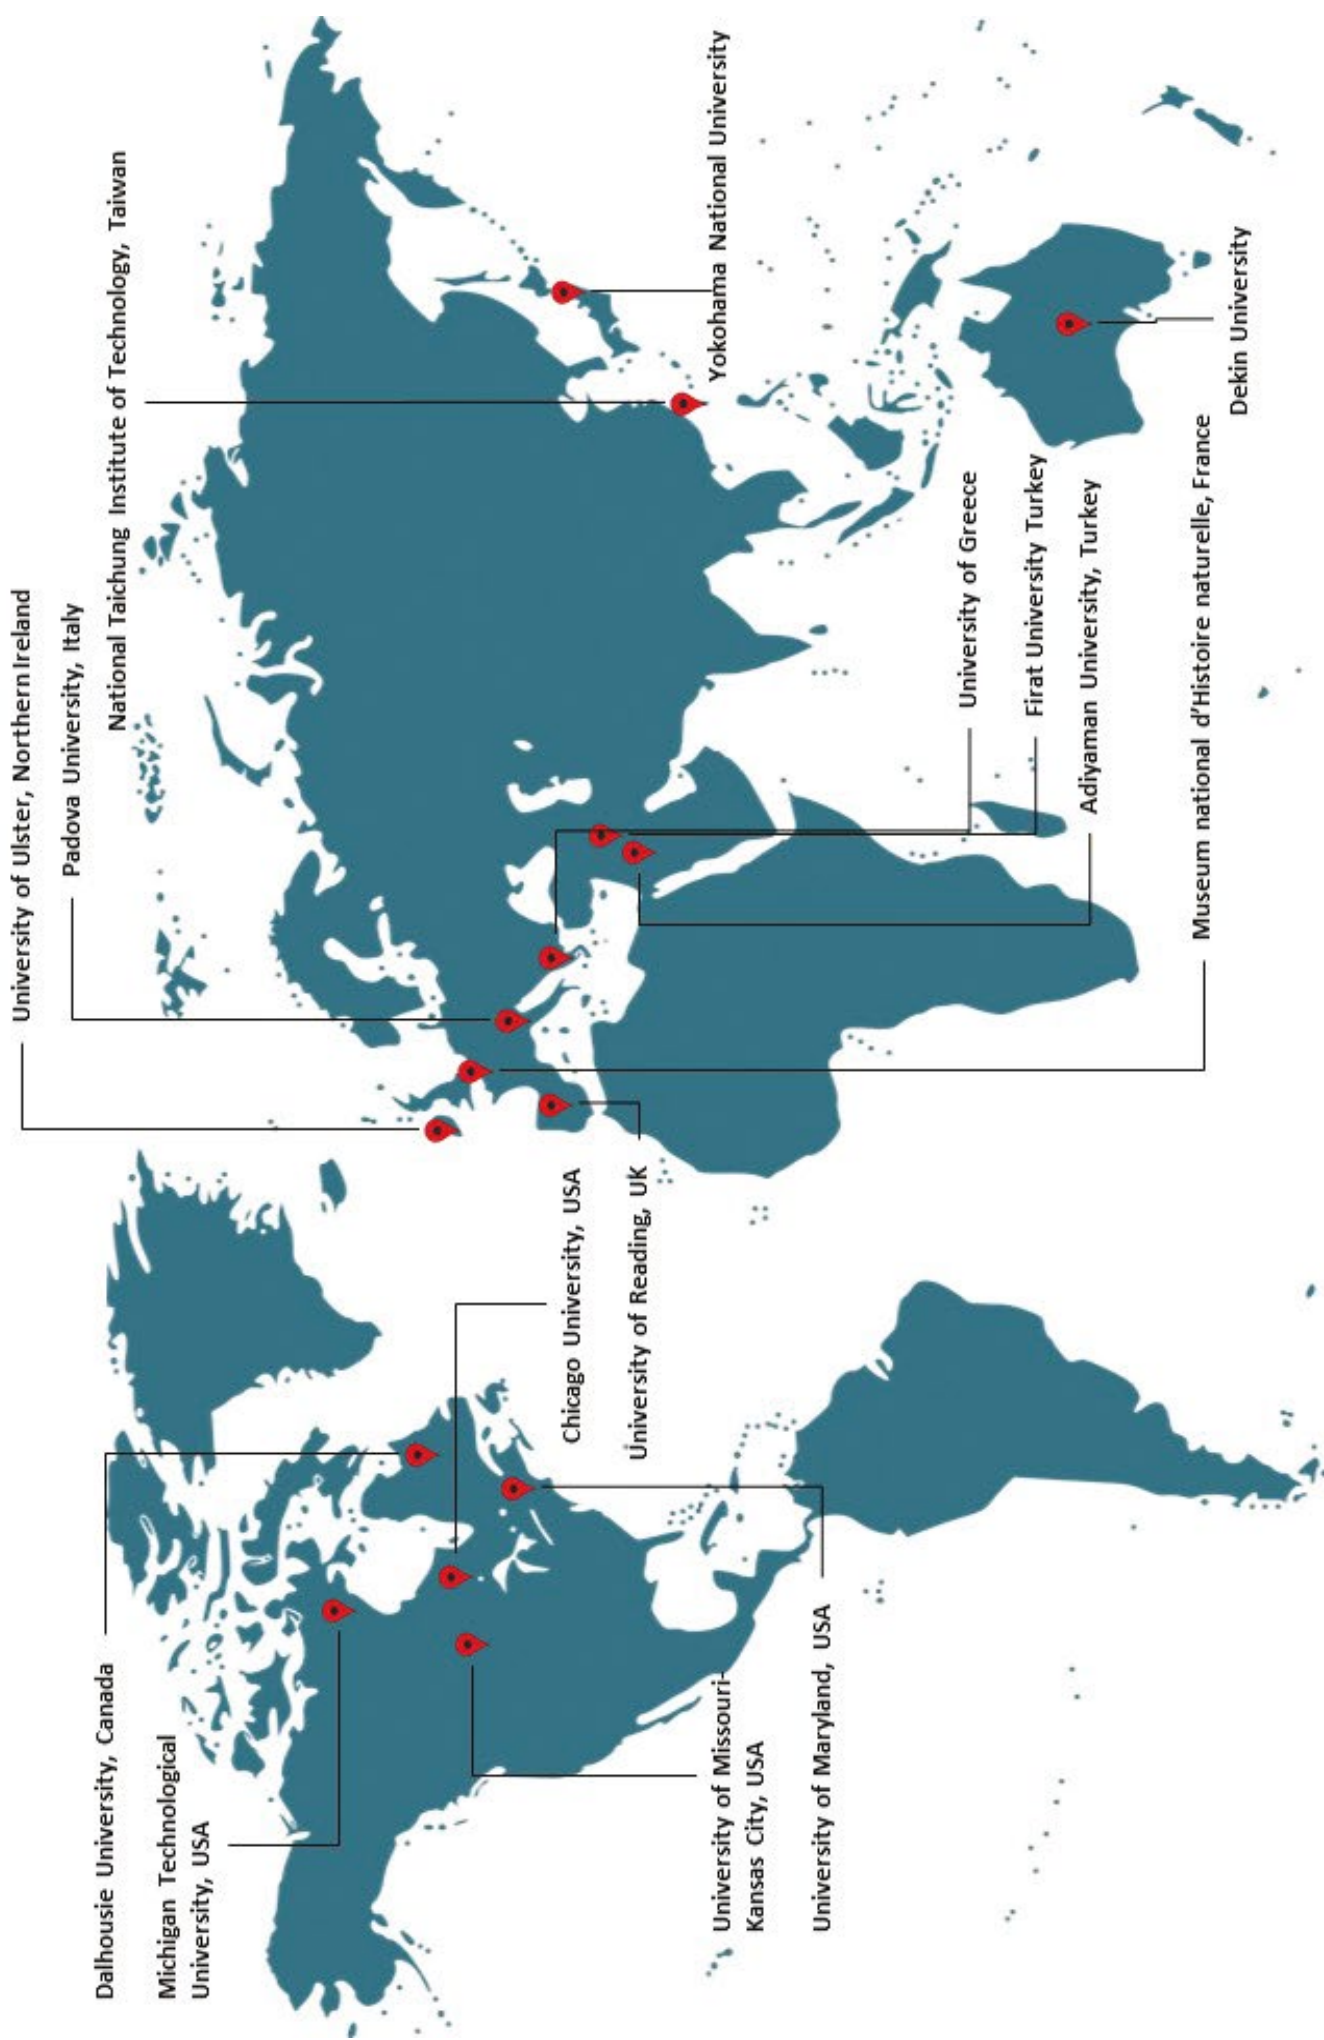 Dalhousie University, Canada
Michigan Technological
University, USA
University of Missouri-
Kansas City, USA
University of Maryland, USA
Chicago University, USA
University of Reading, UK
University of Ulster, Northern Ireland
Padova University, Italy
National Taichung Institute of Technology, Taiwan
Museum national d'Histoire naturelle, France
Adiyaman University, Turkey
Firat University Turkey
University of Greece
Yokohama National University
Dekin University